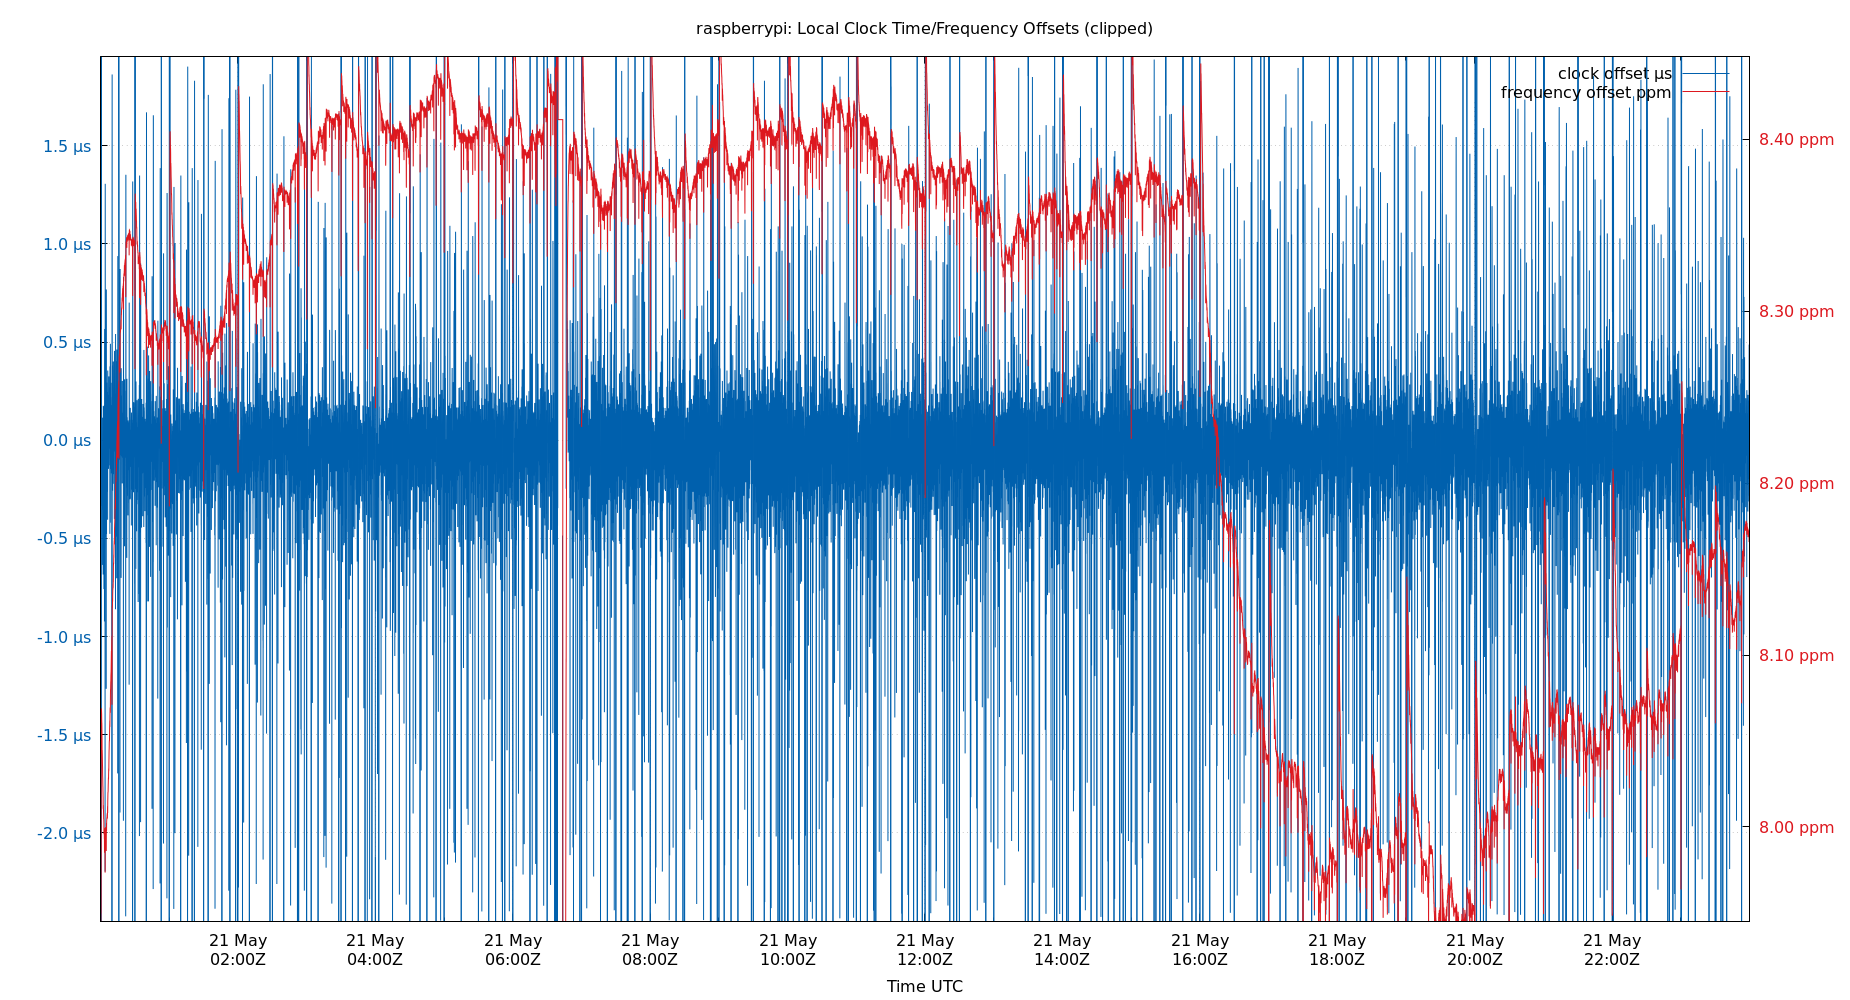 raspberrypi: Local Clock Time/Frequency Offsets (clipped)
clock offset μs
frequency offset ppm
1.5 μs
1.0 μs
0.5 μs
0.0 μs
-0.5 μs
-1.0 μs
-1.5 μs
-2.0 μs
8.40 ppm
8.30 ppm
8.20 ppm
8.10 ppm
8.00 ppm
21 May 21 May 21 May 21 May 21 May 21 May 21 May 21 May 21 May 21 May 21 May
02:00Z 04:00Z 06:00Z 08:00Z 10:00Z 12:00Z 14:00Z 16:00Z 18:00Z 20:00Z 22:00Z
Time UTC